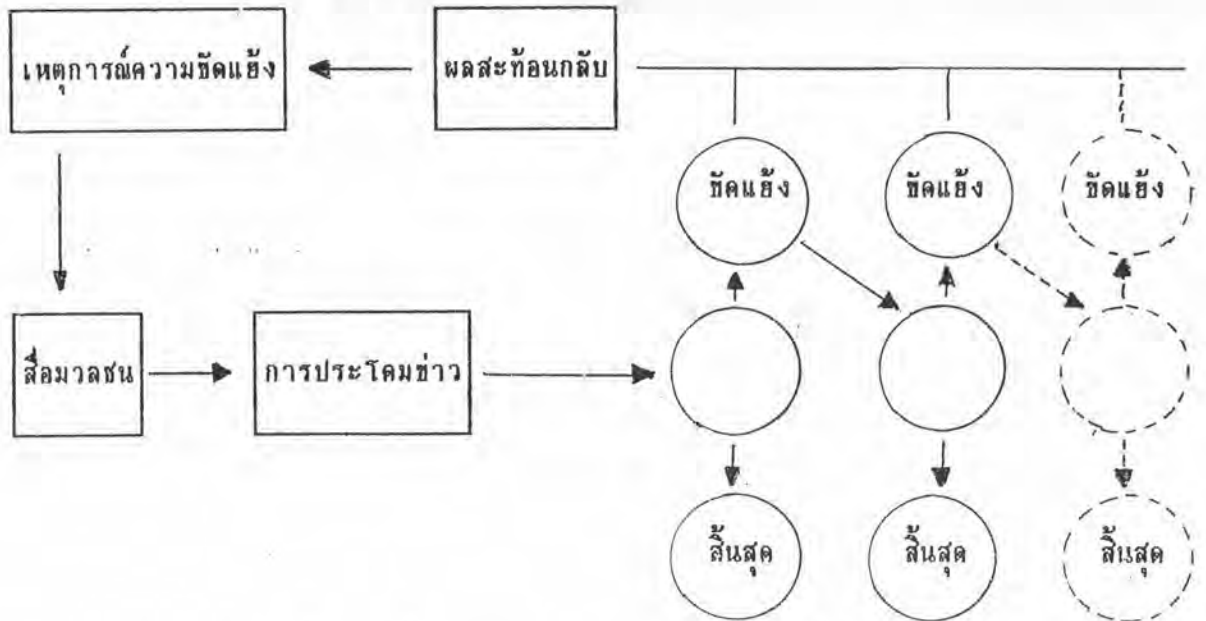 เหตุการณ์ความขัดแย้ง
ผลสะท้อนกลับ
ขัดแย้ง
ขัดแย้ง
ขัดแย้ง
สื่อมวลชน
การประโคมข่าว
สิ้นสุด
สิ้นสุด
สิ้นสุด